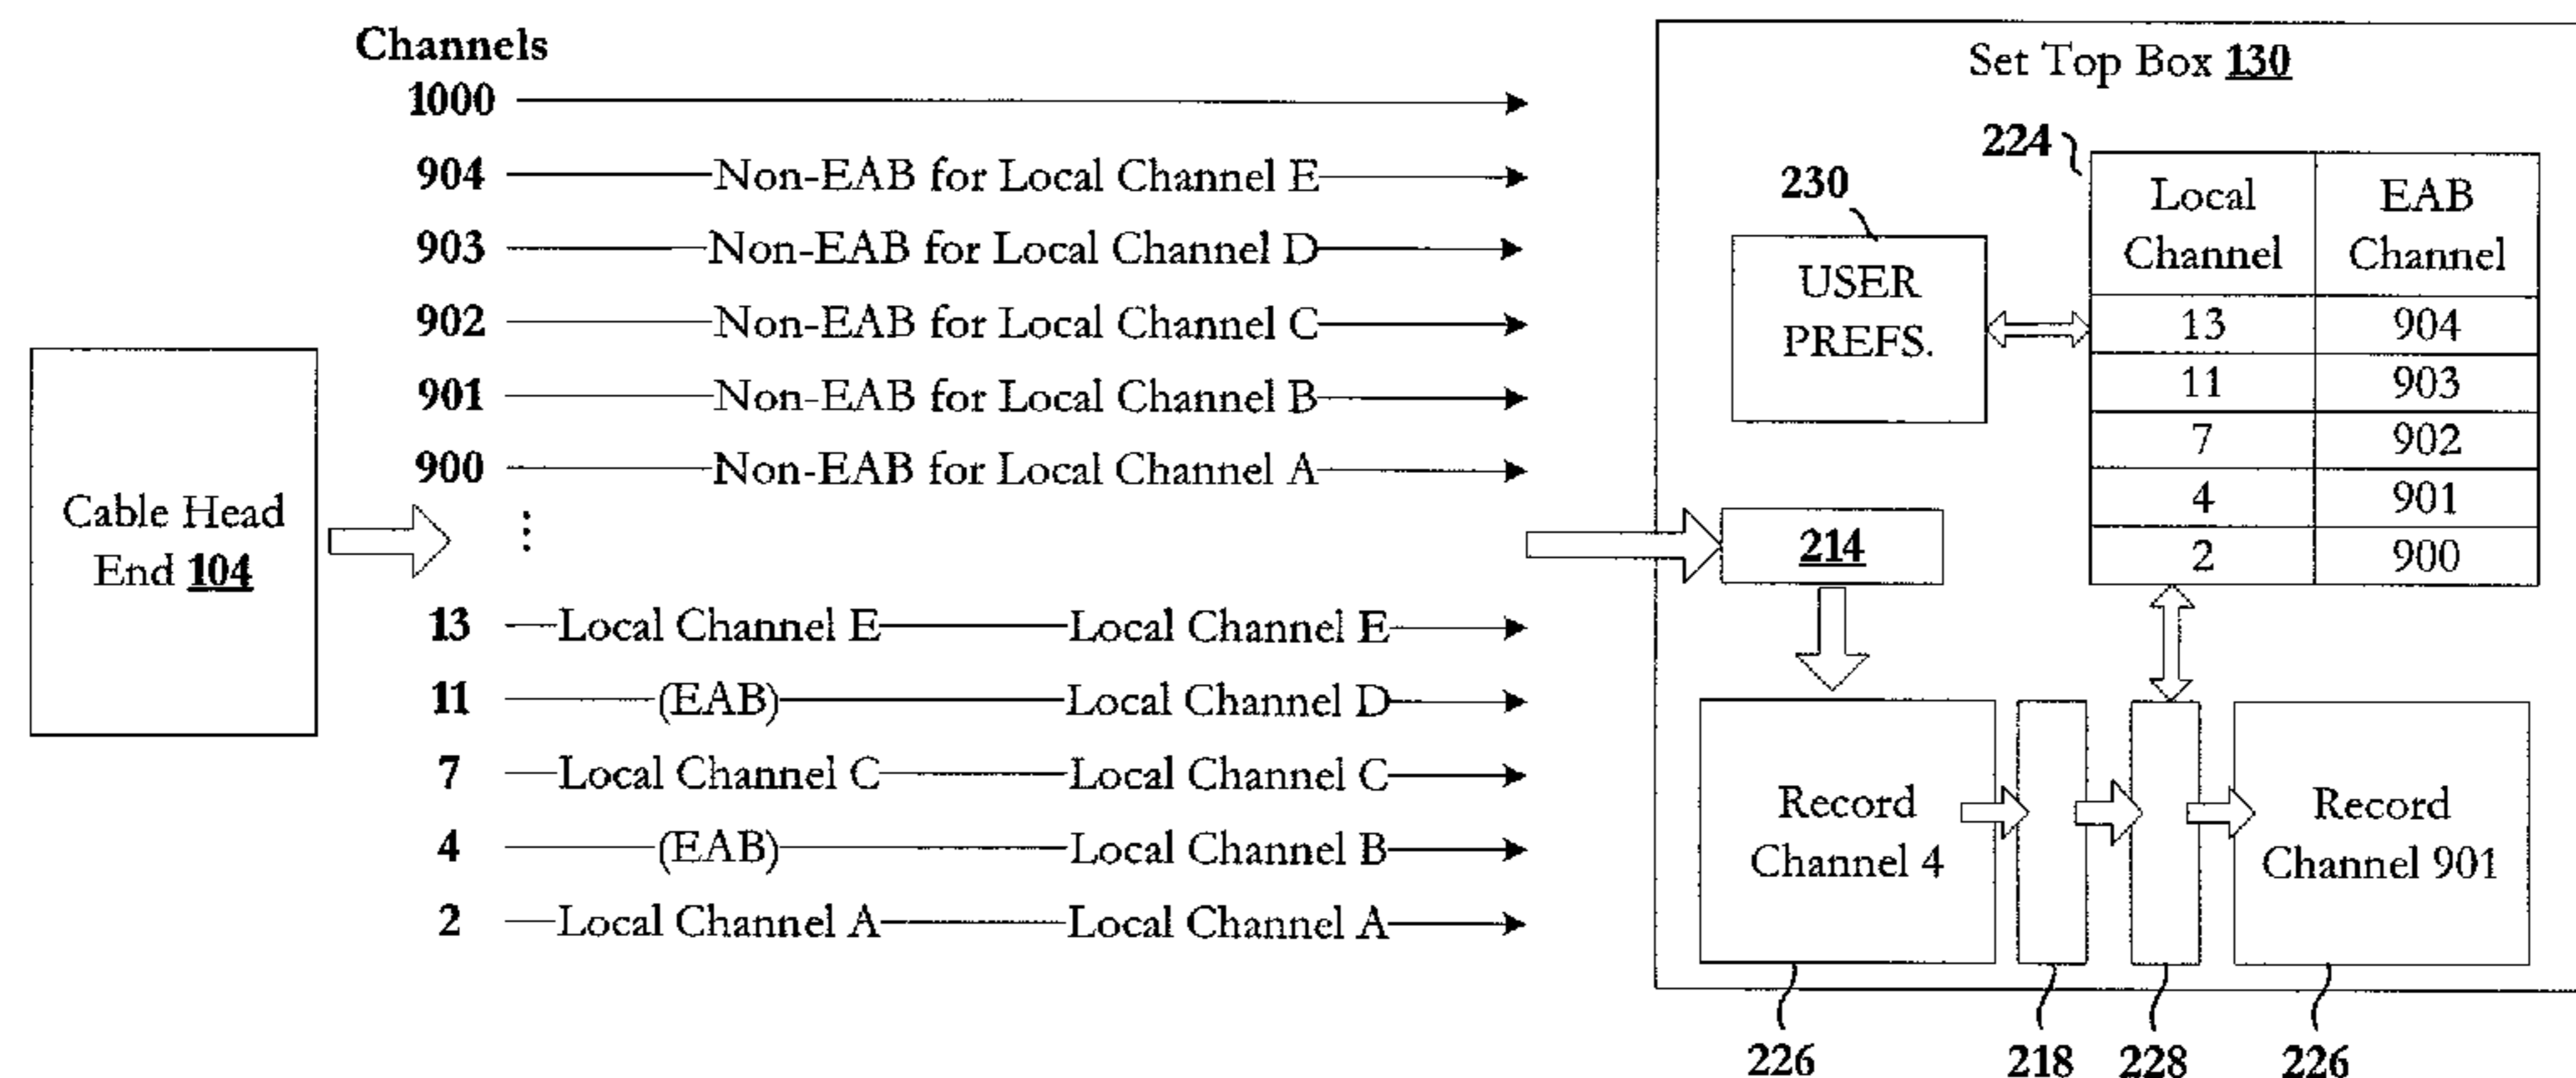 Channels
1000
904 Non-EAB for Local Channel E
903 Non-EAB for Local Channel D
902 Non-EAB for Local Channel C
901 Non-EAB for Local Channel B
900 Non-EAB for Local Channel A
⋮
13 Local Channel E Local Channel E
11 (EAB) Local Channel D
7 Local Channel C Local Channel C
4 (EAB) Local Channel B
2 Local Channel A Local Channel A
Cable Head
End 104
Set Top Box 130
230
USER
PREFS.
224
Local Channel EAB Channel
13 904
11 903
7 902
4 901
2 900
214
Record
Channel 4
Record
Channel 901
226 218 228 226